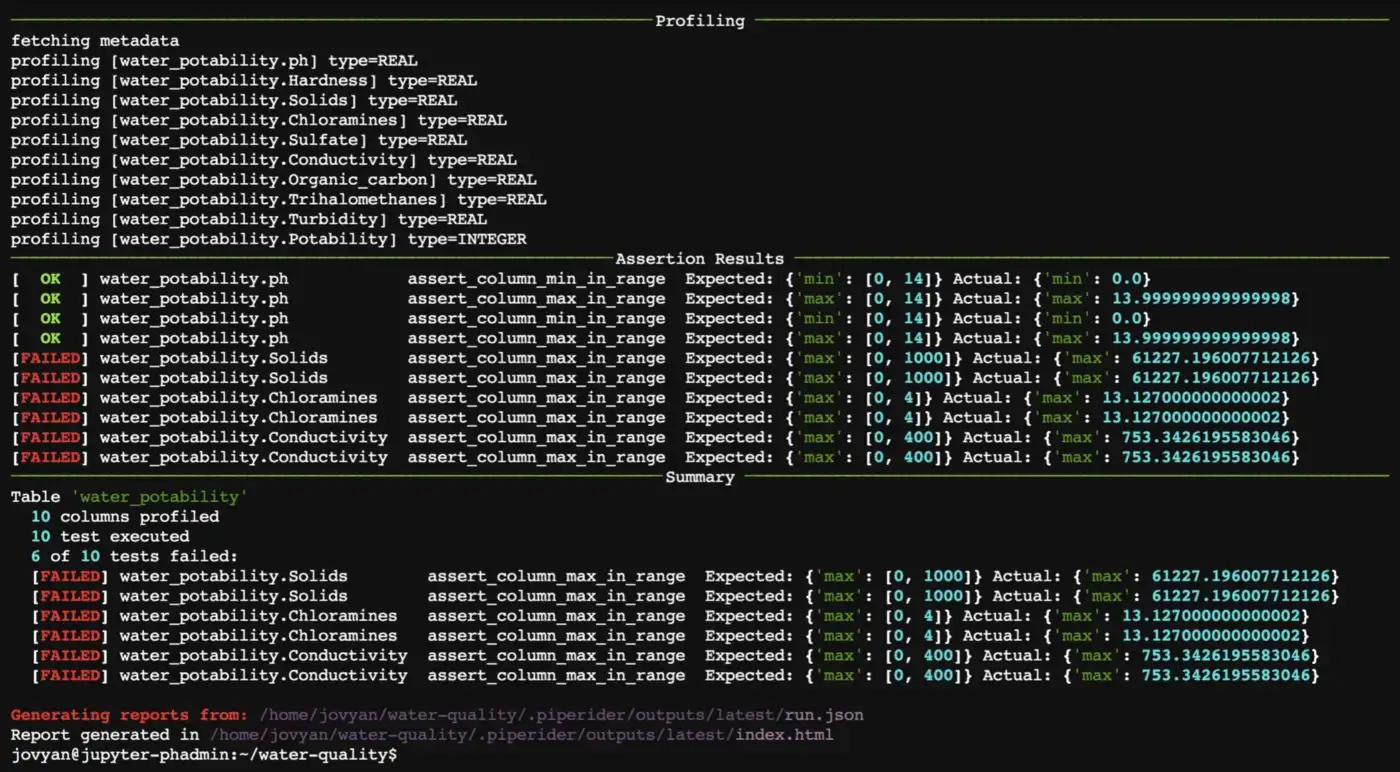 Profiling
fetching metadata
profiling [water_potability.ph] type=REAL
profiling [water_potability.Hardness] type=REAL
profiling [water_potability.Solids] type=REAL
profiling [water_potability.Chloramines] type=REAL
profiling [water_potability.Sulfate] type=REAL
profiling [water_potability.Conductivity] type=REAL
profiling [water_potability.Organic_carbon] type=REAL
profiling [water_potability.Trihalomethanes] type=REAL
profiling [water_potability.Turbidity] type=REAL
profiling [water_potability.Potability] type=INTEGER
Assertion Results
[  OK  ] water_potability.ph            assert_column_min_in_range  Expected: {'min': [0, 14]} Actual: {'min': 0.0}
[  OK  ] water_potability.ph            assert_column_max_in_range  Expected: {'max': [0, 14]} Actual: {'max': 13.999999999999998}
[  OK  ] water_potability.ph            assert_column_min_in_range  Expected: {'min': [0, 14]} Actual: {'min': 0.0}
[  OK  ] water_potability.ph            assert_column_max_in_range  Expected: {'max': [0, 14]} Actual: {'max': 13.999999999999998}
[FAILED] water_potability.Solids        assert_column_max_in_range  Expected: {'max': [0, 1000]} Actual: {'max': 61227.196007712126}
[FAILED] water_potability.Solids        assert_column_max_in_range  Expected: {'max': [0, 1000]} Actual: {'max': 61227.196007712126}
[FAILED] water_potability.Chloramines   assert_column_max_in_range  Expected: {'max': [0, 4]} Actual: {'max': 13.127000000000002}
[FAILED] water_potability.Chloramines   assert_column_max_in_range  Expected: {'max': [0, 4]} Actual: {'max': 13.127000000000002}
[FAILED] water_potability.Conductivity  assert_column_max_in_range  Expected: {'max': [0, 400]} Actual: {'max': 753.3426195583046}
[FAILED] water_potability.Conductivity  assert_column_max_in_range  Expected: {'max': [0, 400]} Actual: {'max': 753.3426195583046}
Summary
Table 'water_potability'
  10 columns profiled
  10 test executed
  6 of 10 tests failed:
  [FAILED] water_potability.Solids        assert_column_max_in_range  Expected: {'max': [0, 1000]} Actual: {'max': 61227.196007712126}
  [FAILED] water_potability.Solids        assert_column_max_in_range  Expected: {'max': [0, 1000]} Actual: {'max': 61227.196007712126}
  [FAILED] water_potability.Chloramines   assert_column_max_in_range  Expected: {'max': [0, 4]} Actual: {'max': 13.127000000000002}
  [FAILED] water_potability.Chloramines   assert_column_max_in_range  Expected: {'max': [0, 4]} Actual: {'max': 13.127000000000002}
  [FAILED] water_potability.Conductivity  assert_column_max_in_range  Expected: {'max': [0, 400]} Actual: {'max': 753.3426195583046}
  [FAILED] water_potability.Conductivity  assert_column_max_in_range  Expected: {'max': [0, 400]} Actual: {'max': 753.3426195583046}
Generating reports from: /home/jovyan/water-quality/.piperider/outputs/latest/run.json
Report generated in /home/jovyan/water-quality/.piperider/outputs/latest/index.html
jovyan@jupyter-phadmin:~/water-quality$